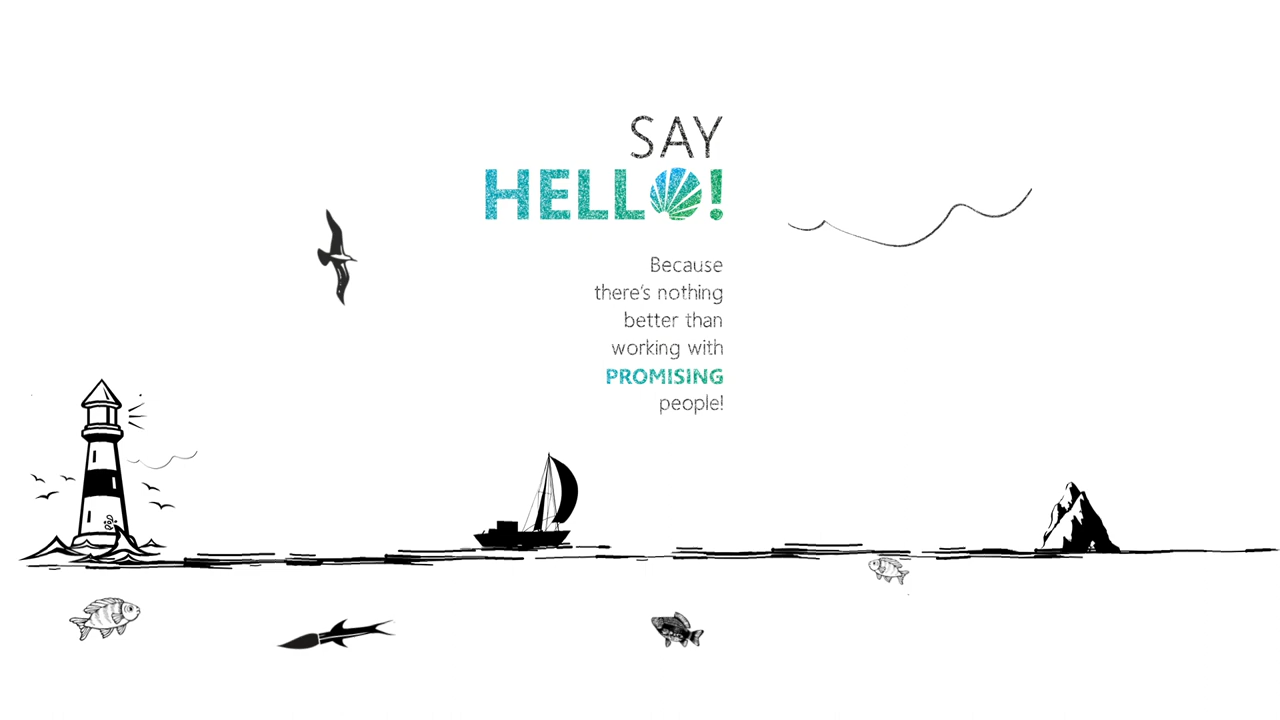 SAY
HELLO!
Because
there's nothing
better than
working with
PROMISING
people!